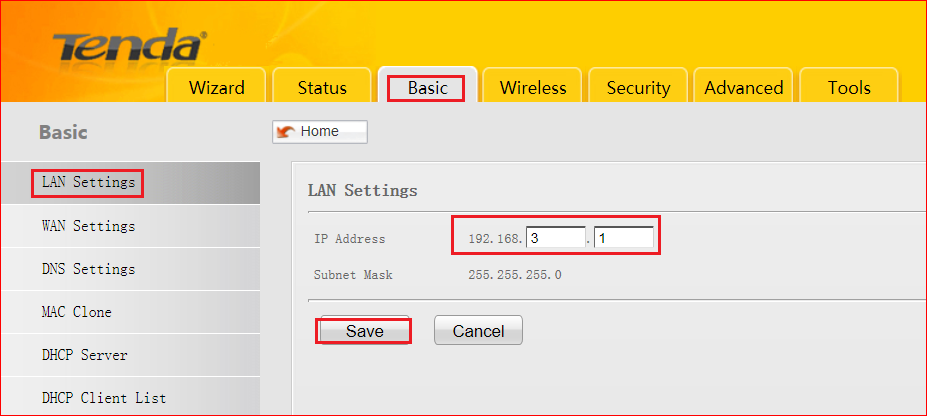 Tenda®
Wizard Status Basic Wireless Security Advanced Tools
Basic
Home
LAN Settings
WAN Settings
DNS Settings
MAC Clone
DHCP Server
DHCP Client List
LAN Settings
IP Address 192.168. 3 . 1
Subnet Mask 255.255.255.0
Save Cancel